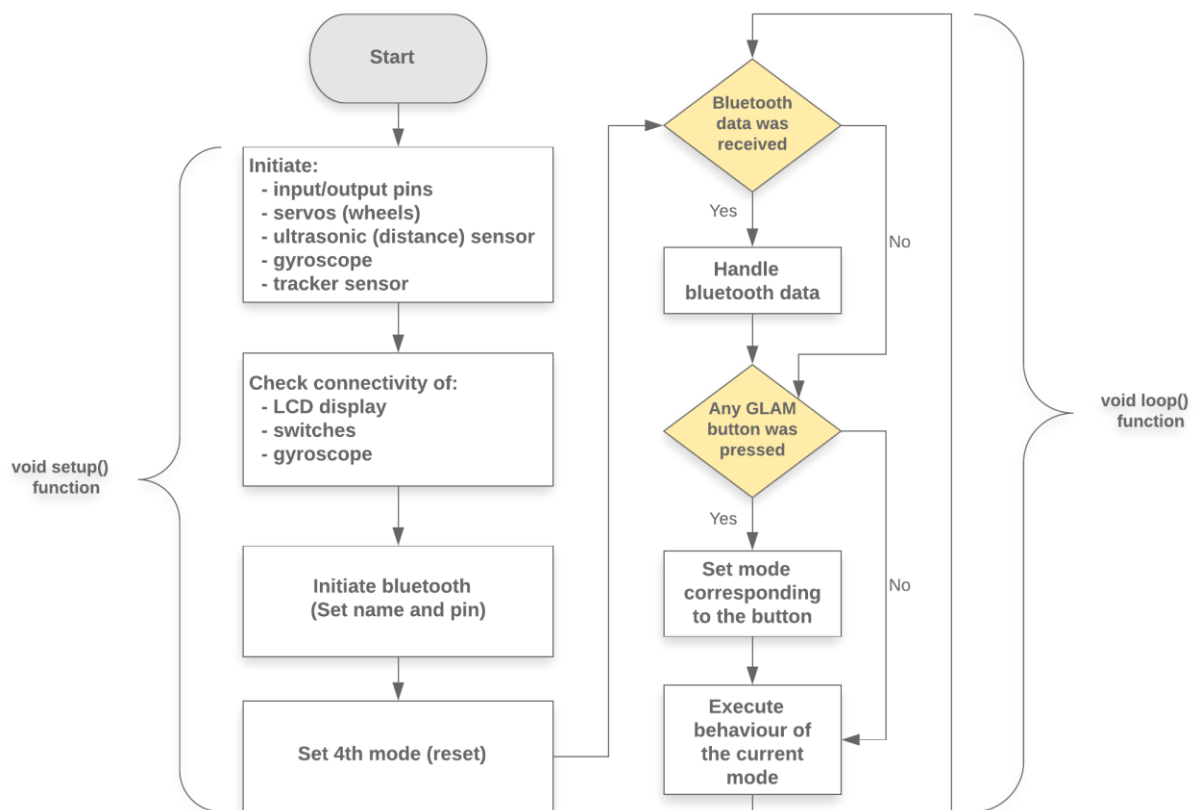 Start
Initiate:
- input/output pins
- servos (wheels)
- ultrasonic (distance) sensor
- gyroscope
- tracker sensor
Check connectivity of:
- LCD display
- switches
- gyroscope
void setup()
function
Initiate bluetooth
(Set name and pin)
Set 4th mode (reset)
Bluetooth
data was
received
Yes
No
Handle
bluetooth data
Any GLAM
button was
pressed
Yes
No
Set mode
corresponding
to the button
Execute
behaviour of
the current
mode
void loop()
function